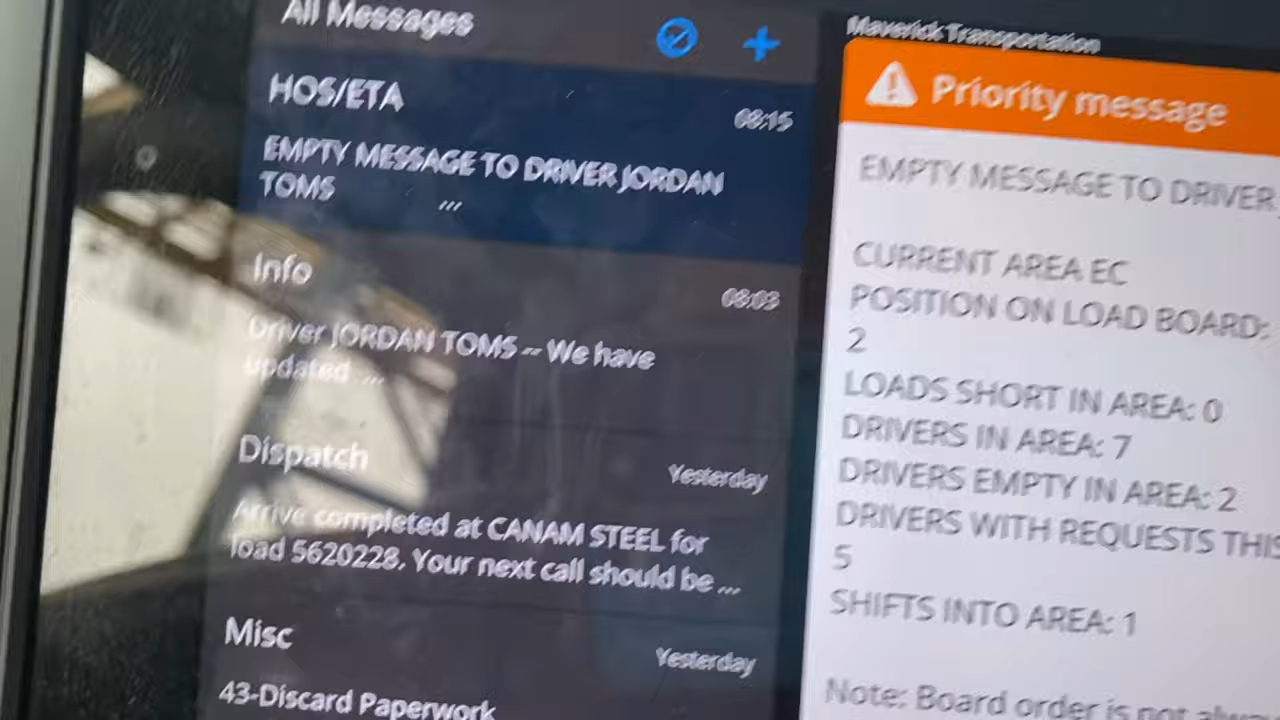 All Messages
HOS/ETA
08:15
EMPTY MESSAGE TO DRIVER JORDAN
TOMS ...
Info
08:03
Driver JORDAN TOMS -- We have
updated ...
Dispatch
Yesterday
Arrive completed at CANAM STEEL for
load 5620228. Your next call should be ...
Misc
Yesterday
43-Discard Paperwork
Maverick Transportation
Priority message
EMPTY MESSAGE TO DRIVER
CURRENT AREA EC
POSITION ON LOAD BOARD:
2
LOADS SHORT IN AREA: 0
DRIVERS IN AREA: 7
DRIVERS EMPTY IN AREA: 2
DRIVERS WITH REQUESTS THIS
5
SHIFTS INTO AREA: 1
Note: Board order is not